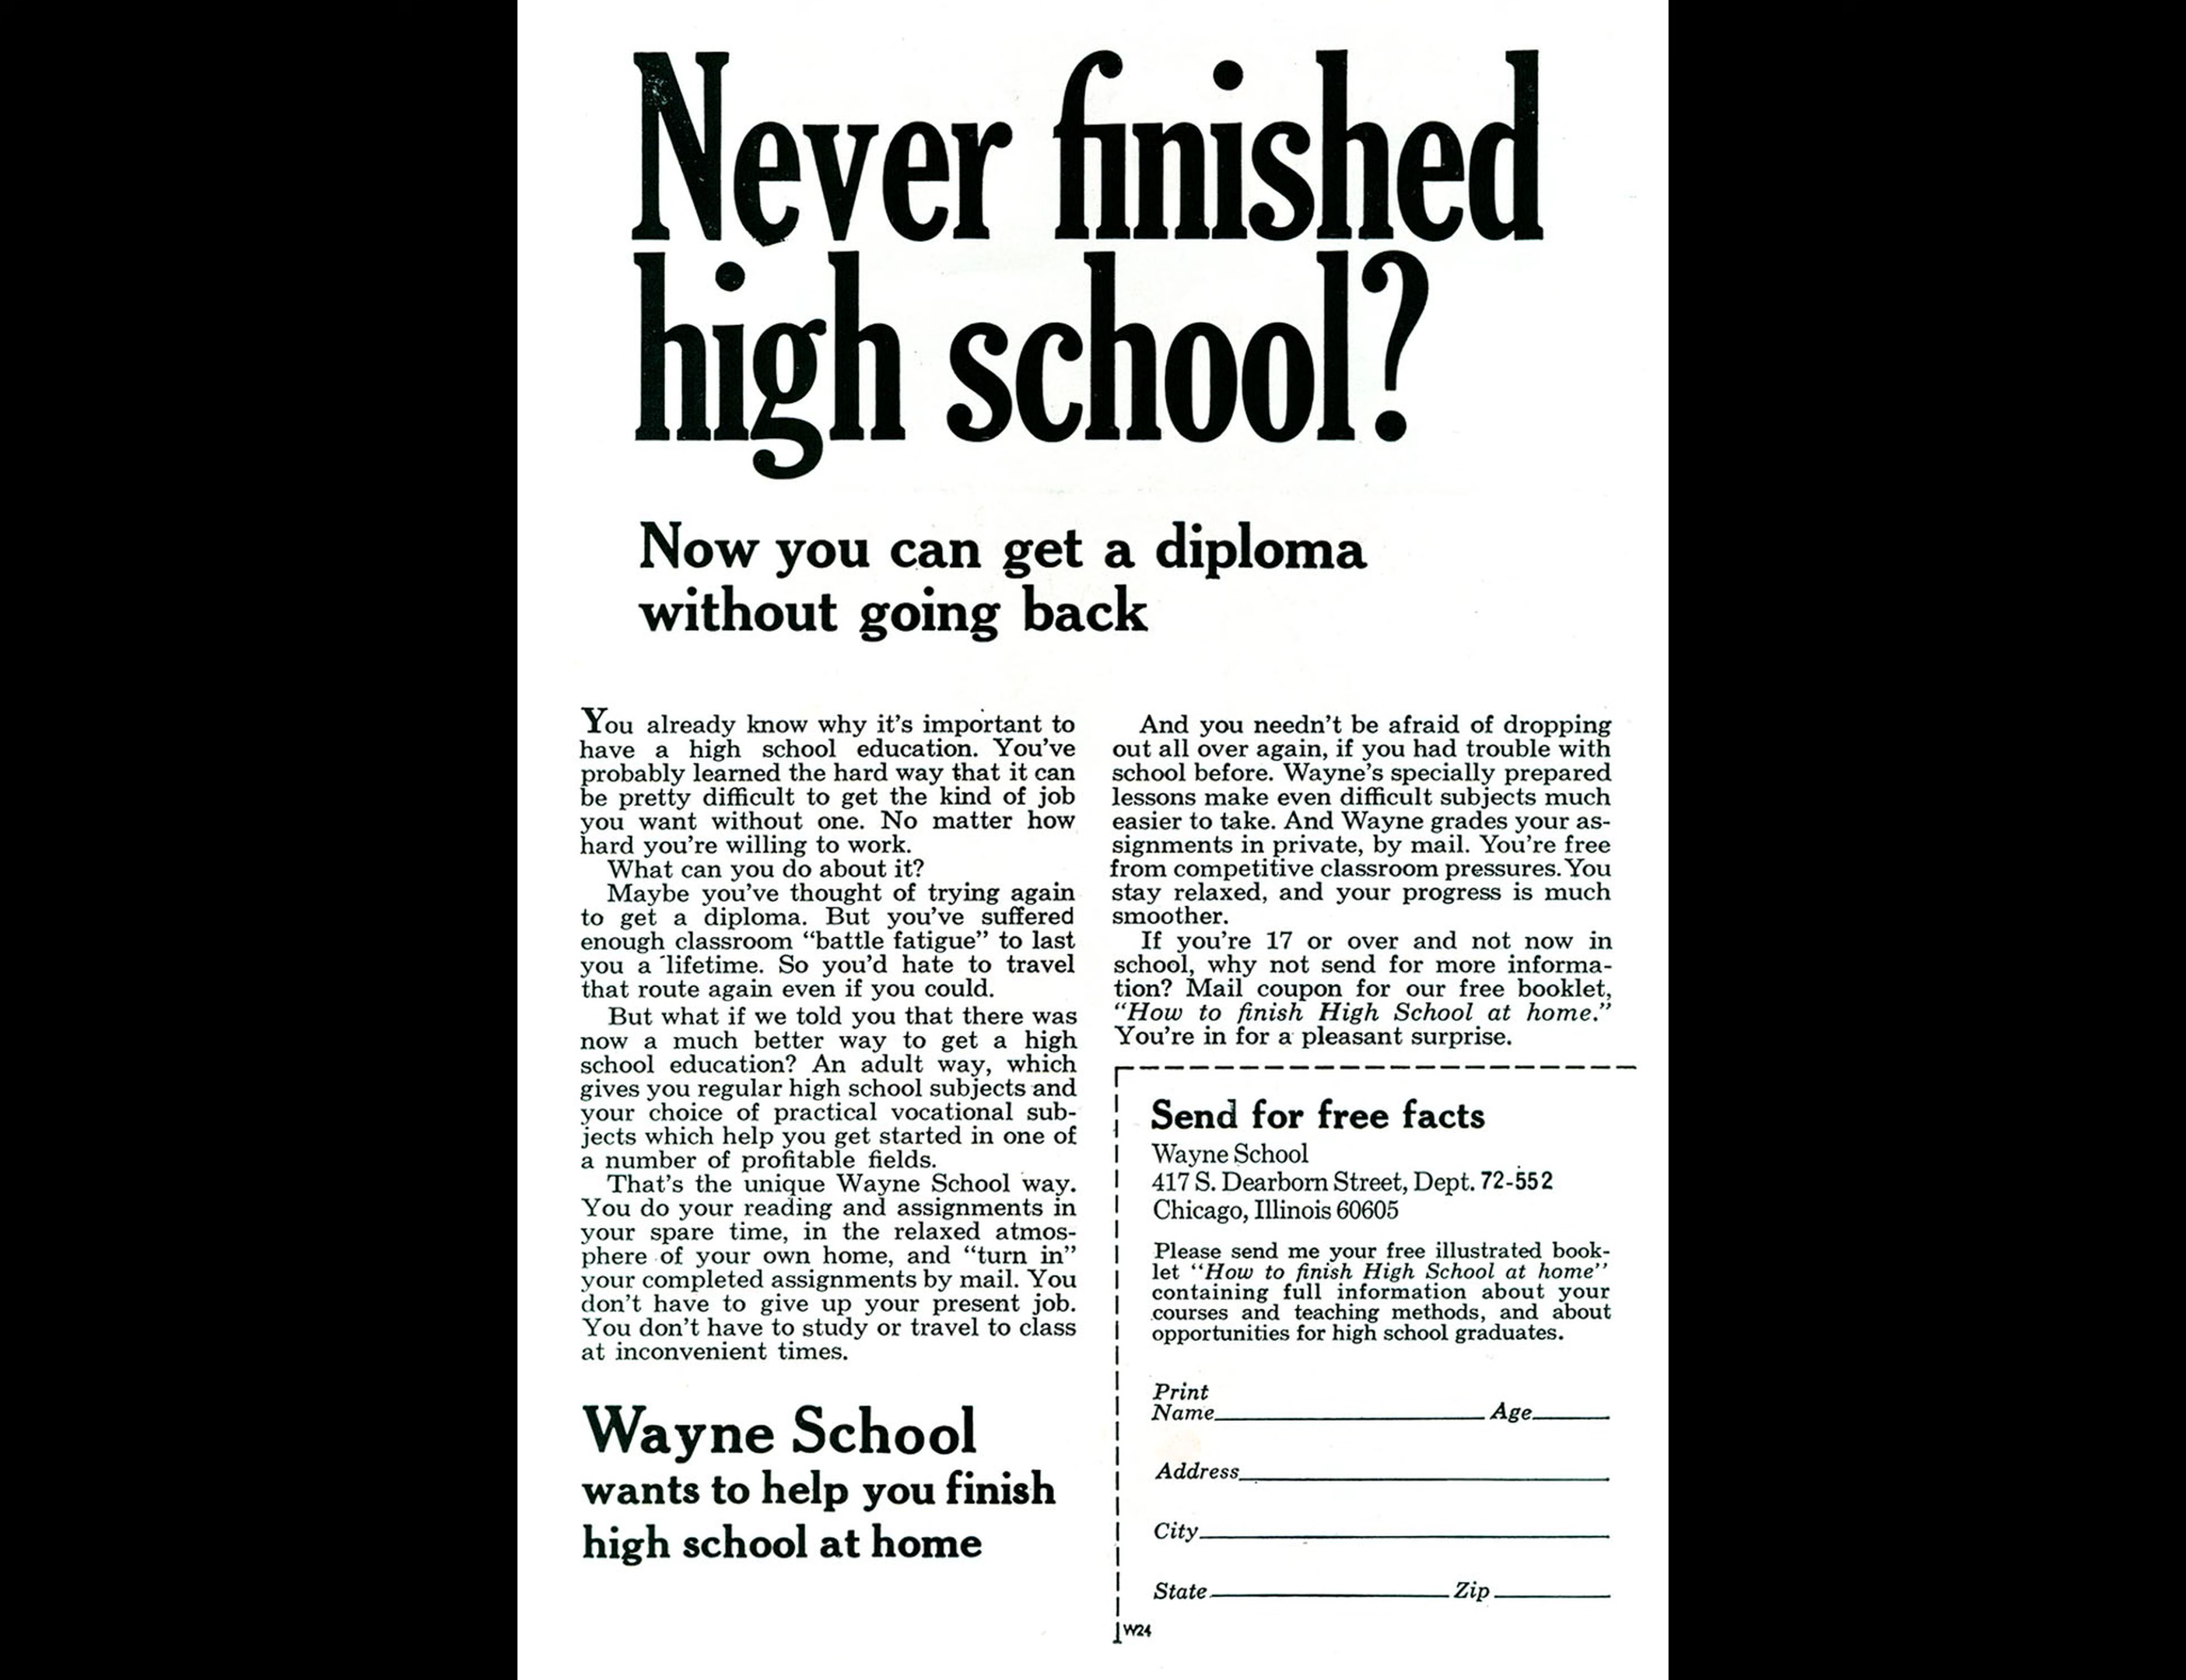 Never finished
high school?
Now you can get a diploma
without going back
You already know why it's important to
have a high school education. You've
probably learned the hard way that it can
be pretty difficult to get the kind of job
you want without one. No matter how
hard you're willing to work.
What can you do about it?
Maybe you've thought of trying again
to get a diploma. But you've suffered
enough classroom “battle fatigue” to last
you a lifetime. So you'd hate to travel
that route again even if you could.
But what if we told you that there was
now a much better way to get a high
school education? An adult way, which
gives you regular high school subjects and
your choice of practical vocational sub-
jects which help you get started in one of
a number of profitable fields.
That's the unique Wayne School way.
You do your reading and assignments in
your spare time, in the relaxed atmos-
phere of your own home, and “turn in”
your completed assignments by mail. You
don't have to give up your present job.
You don't have to study or travel to class
at inconvenient times.
Wayne School
wants to help you finish
high school at home
And you needn't be afraid of dropping
out all over again, if you had trouble with
school before. Wayne's specially prepared
lessons make even difficult subjects much
easier to take. And Wayne grades your as-
signments in private, by mail. You're free
from competitive classroom pressures. You
stay relaxed, and your progress is much
smoother.
If you're 17 or over and not now in
school, why not send for more informa-
tion? Mail coupon for our free booklet,
“How to finish High School at home.”
You're in for a pleasant surprise.
Send for free facts
Wayne School
417 S. Dearborn Street, Dept. 72-552
Chicago, Illinois 60605
Please send me your free illustrated book-
let “How to finish High School at home”
containing full information about your
courses and teaching methods, and about
opportunities for high school graduates.
Print
Name Age
Address
City
State Zip
W24